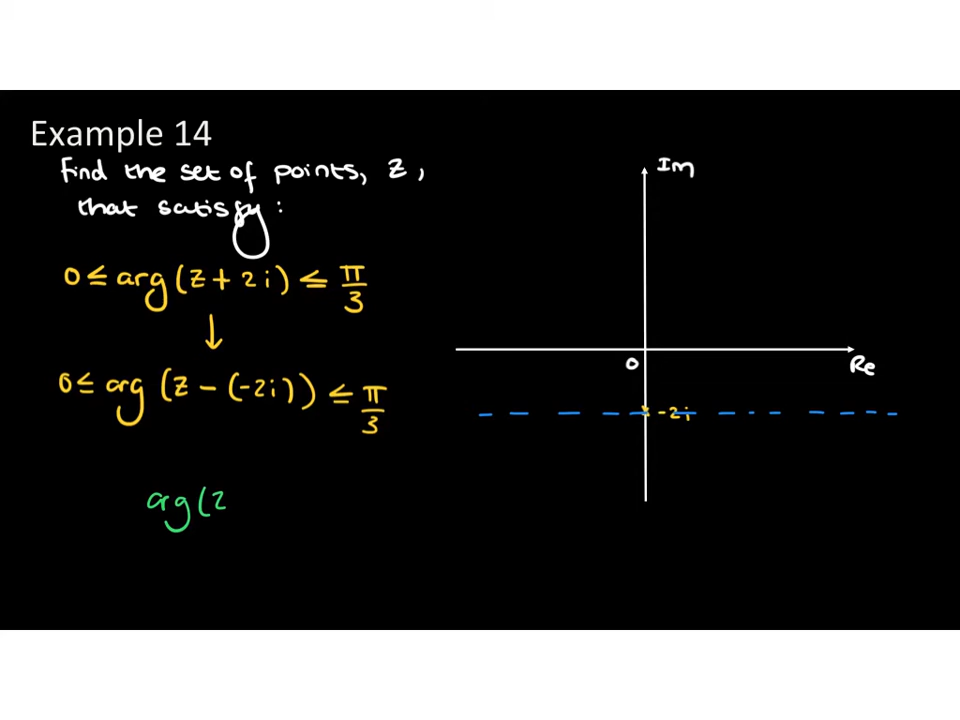 Example 14
Find the set of points, z,
that satisfy:
0 ≤ arg(z + 2i) ≤ π/3
↓
0 ≤ arg (z - (-2i)) ≤ π/3
arg(z
Im
O
Re
-2i